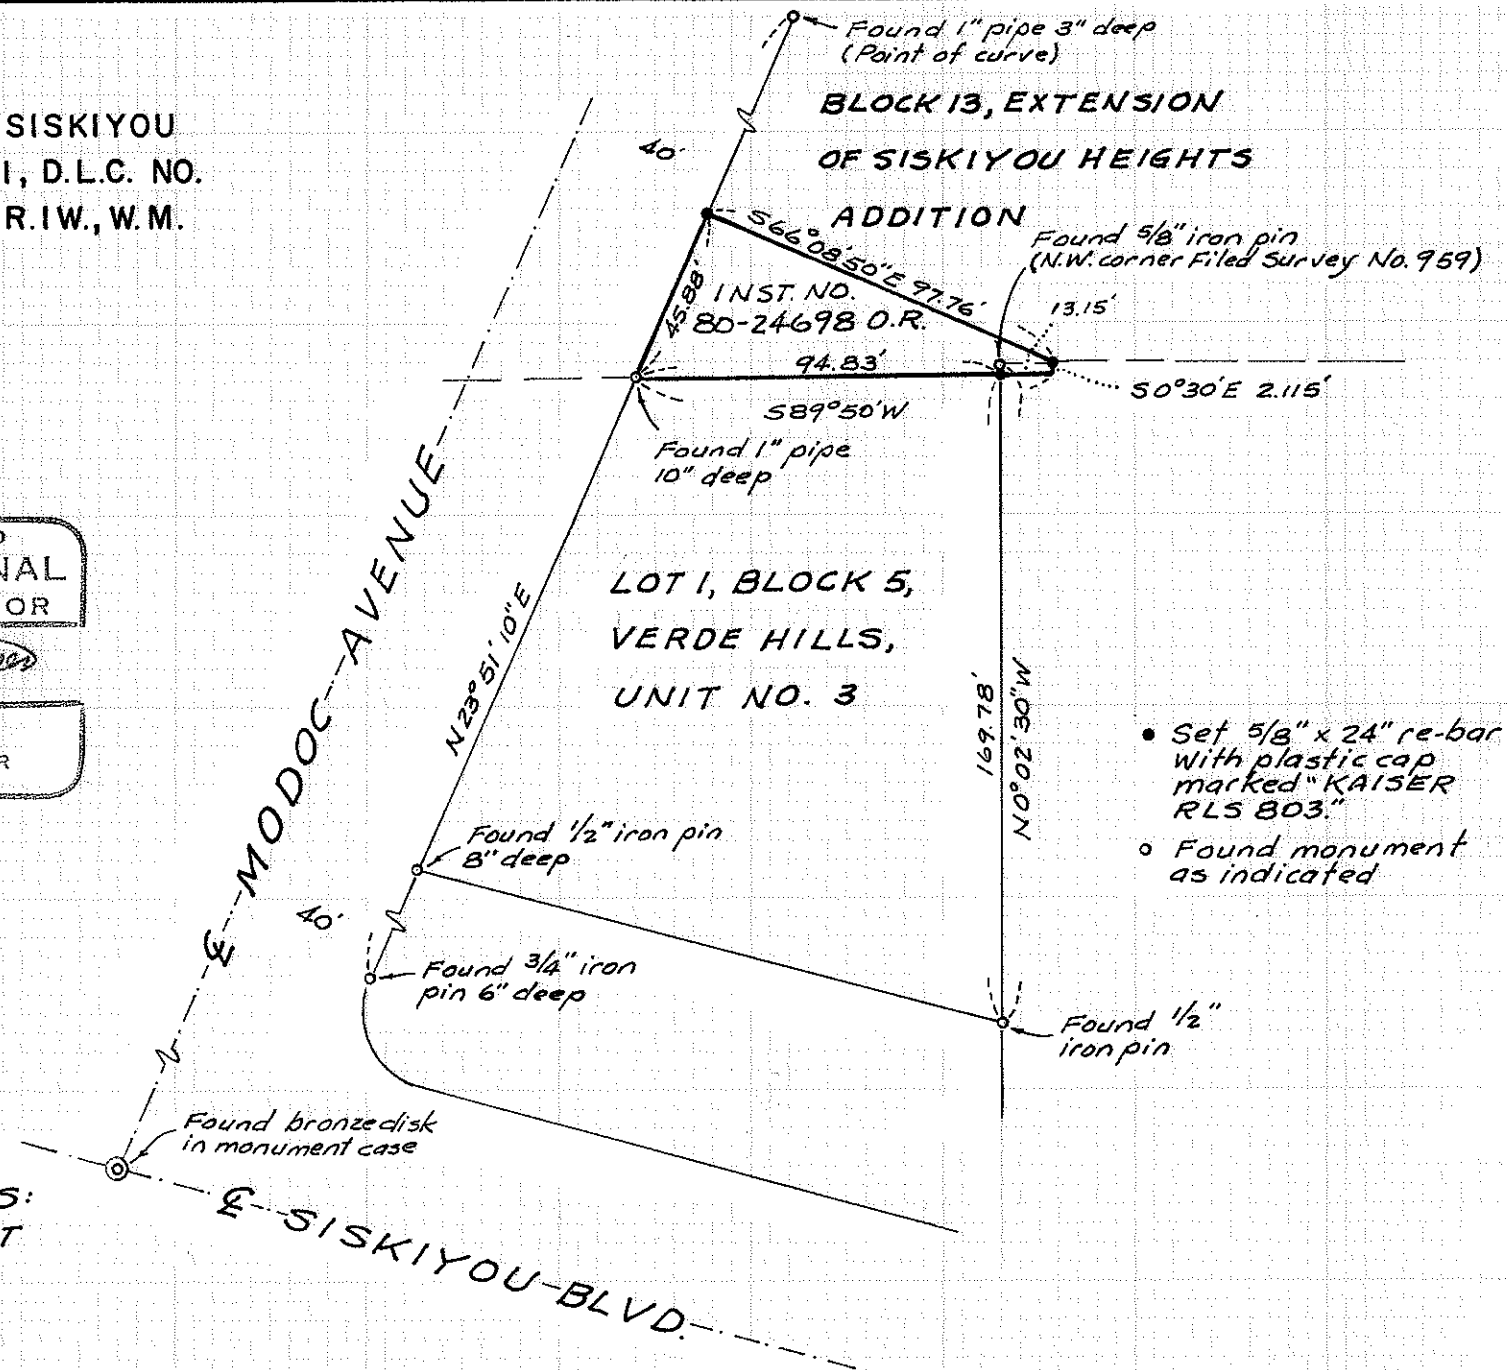 Found 1" pipe 3" deep
(Point of curve)
SISKIYOU
1, D.L.C. NO.
R.1W., W.M.
BLOCK 13, EXTENSION
OF SISKIYOU HEIGHTS
ADDITION
40'
S66°08'50"E 97.76'
Found 5/8" iron pin
(N.W. corner Filed Survey No. 959)
45.88'
INST. NO.
80-24698 O.R.
13.15'
94.83'
S89°50'W
S0°30'E 2.115'
Found 1" pipe
10" deep
NAL
OR
R
℄ MODOC AVENUE
N23°51'10"E
LOT 1, BLOCK 5,
VERDE HILLS,
UNIT NO. 3
169.78'
N0°02'30"W
Set 5/8" x 24" re-bar
with plastic cap
marked "KAISER
RLS 803."
Found monument
as indicated
Found 1/2" iron pin
8" deep
40'
Found 3/4" iron
pin 6" deep
Found 1/2"
iron pin
Found bronze disk
in monument case
S:
T
℄ SISKIYOU BLVD.